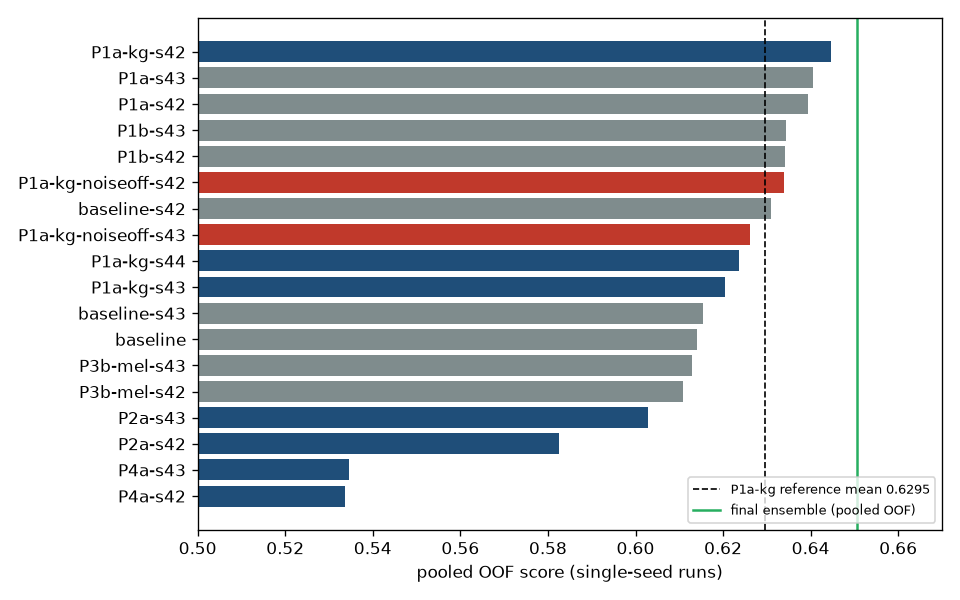 P1a-kg-s42
P1a-s43
P1a-s42
P1b-s43
P1b-s42
P1a-kg-noiseoff-s42
baseline-s42
P1a-kg-noiseoff-s43
P1a-kg-s44
P1a-kg-s43
baseline-s43
baseline
P3b-mel-s43
P3b-mel-s42
P2a-s43
P2a-s42
P4a-s43
P4a-s42
P1a-kg reference mean 0.6295
final ensemble (pooled OOF)
0.50 0.52 0.54 0.56 0.58 0.60 0.62 0.64 0.66
pooled OOF score (single-seed runs)